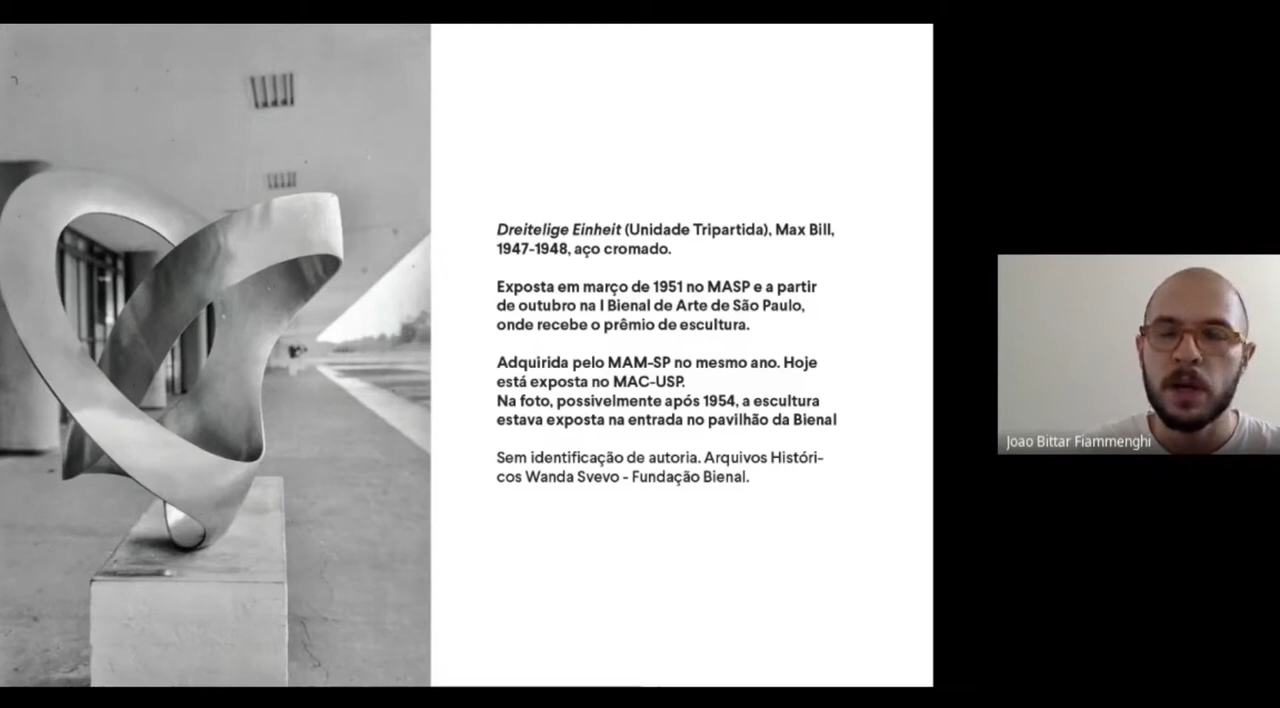 Dreitelige Einheit (Unidade Tripartida), Max Bill,
1947-1948, aço cromado.
Exposta em março de 1951 no MASP e a partir
de outubro na I Bienal de Arte de São Paulo,
onde recebe o prêmio de escultura.
Adquirida pelo MAM-SP no mesmo ano. Hoje
está exposta no MAC-USP.
Na foto, possivelmente após 1954, a escultura
estava exposta na entrada no pavilhão da Bienal
Sem identificação de autoria. Arquivos Históri-
cos Wanda Svevo - Fundação Bienal.
Joao Bittar Fiammenghi